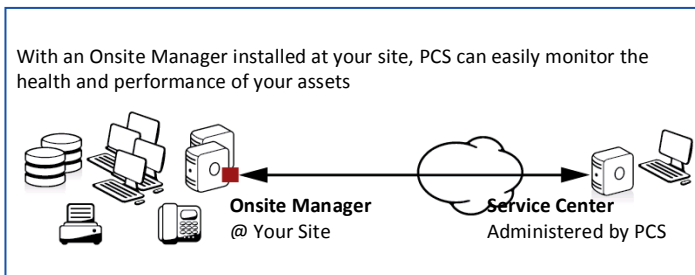 With an Onsite Manager installed at your site, PCS can easily monitor the
health and performance of your assets
Onsite Manager
@ Your Site
Service Center
Administered by PCS